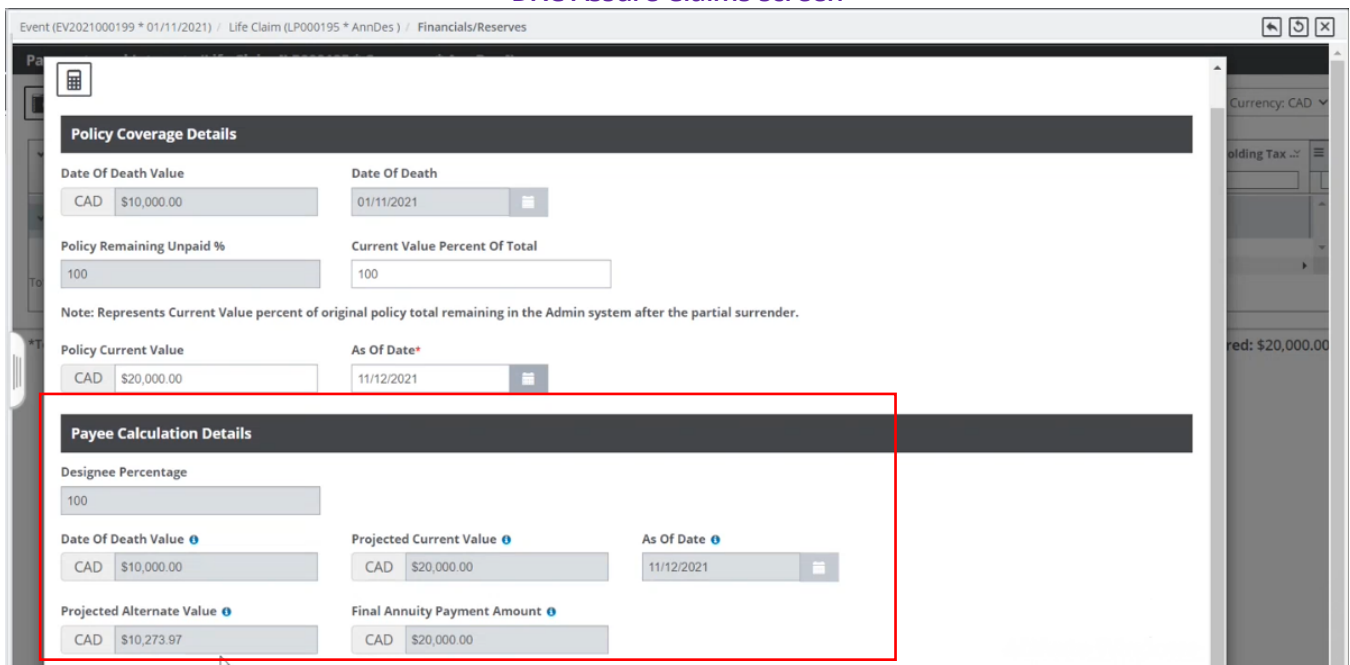 Event (EV2021000199 * 01/11/2021) / Life Claim (LP000195 * AnnDes ) / Financials/Reserves
Currency: CAD
Policy Coverage Details
olding Tax ..
Date Of Death Value Date Of Death
CAD $10,000.00 01/11/2021
Policy Remaining Unpaid % Current Value Percent Of Total
100 100
To
Note: Represents Current Value percent of original policy total remaining in the Admin system after the partial surrender.
*T Policy Current Value As Of Date* red: $20,000.00
CAD $20,000.00 11/12/2021
Payee Calculation Details
Designee Percentage
100
Date Of Death Value Projected Current Value As Of Date
CAD $10,000.00 CAD $20,000.00 11/12/2021
Projected Alternate Value Final Annuity Payment Amount
CAD $10,273.97 CAD $20,000.00